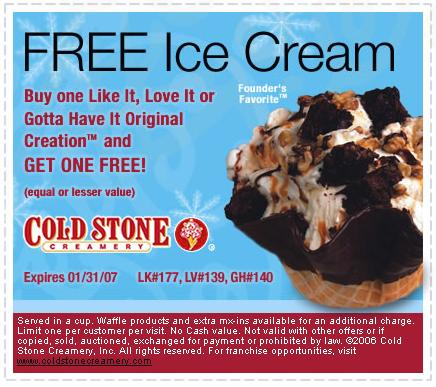 FREE Ice Cream
Buy one Like It, Love It or
Gotta Have It Original
Creation™ and
GET ONE FREE!
(equal or lesser value)
Founder's
Favorite™
COLD STONE
CREAMERY
®
Expires 01/31/07 LK#177, LV#139, GH#140
Served in a cup. Waffle products and extra mx-ins available for an additional charge.
Limit one per customer per visit. No Cash value. Not valid with other offers or if
copied, sold, auctioned, exchanged for payment or prohibited by law. ©2006 Cold
Stone Creamery, Inc. All rights reserved. For franchise opportunities, visit
www.coldstonecreamery.com